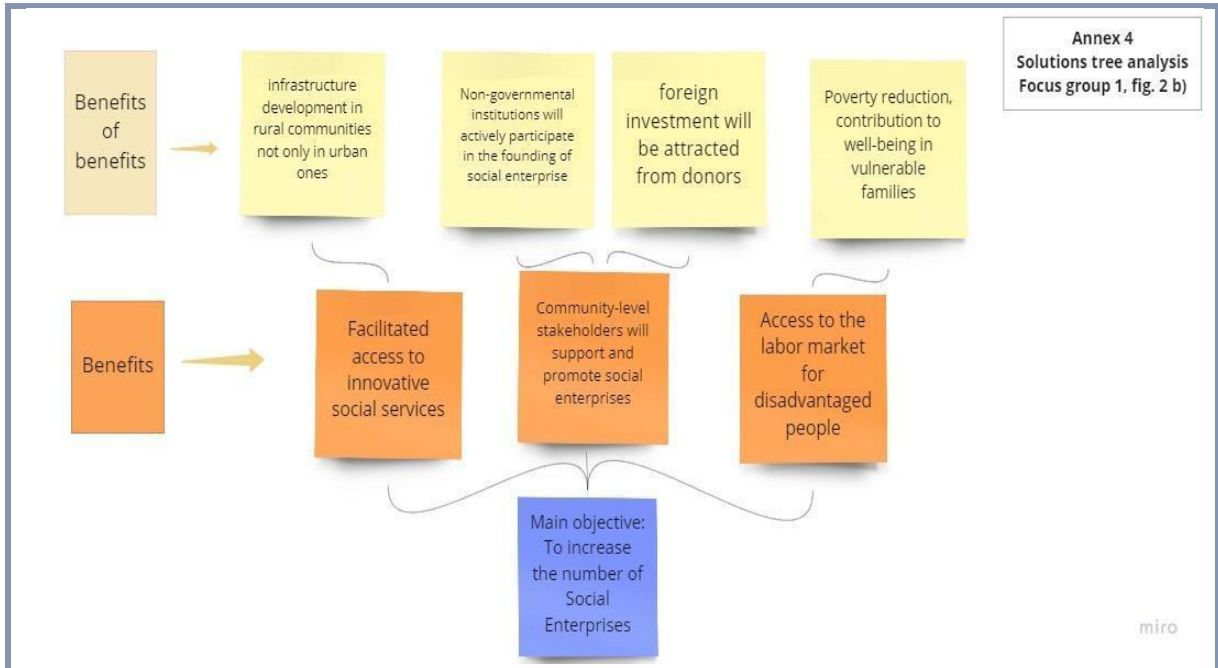 Annex 4
Solutions tree analysis
Focus group 1, fig. 2 b)
Benefits
of
benefits
infrastructure
development in
rural communities
not only in urban
ones
Non-governmental
institutions will
actively participate
in the founding of
social enterprise
foreign
investment will
be attracted
from donors
Poverty reduction,
contribution to
well-being in
vulnerable
families
Benefits
Facilitated
access to
innovative
social services
Community-level
stakeholders will
support and
promote social
enterprises
Access to the
labor market
for
disadvantaged
people
Main objective:
To increase
the number of
Social
Enterprises
miro